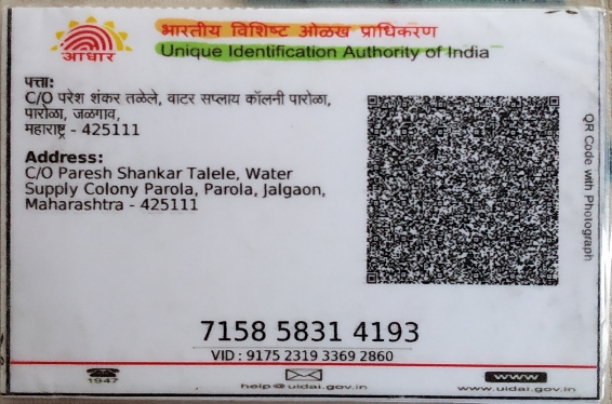 आधार
भारतीय विशिष्ट ओळख प्राधिकरण
Unique Identification Authority of India
पत्ता:
C/O परेश शंकर तळेले, वाटर सप्लाय कॉलनी पारोळा,
पारोळा, जळगाव,
महाराष्ट्र - 425111
Address:
C/O Paresh Shankar Talele, Water
Supply Colony Parola, Parola, Jalgaon,
Maharashtra - 425111
QR Code with Photograph
7158 5831 4193
VID : 9175 2319 3369 2860
1947
help@uidai.gov.in
www
www.uidai.gov.in